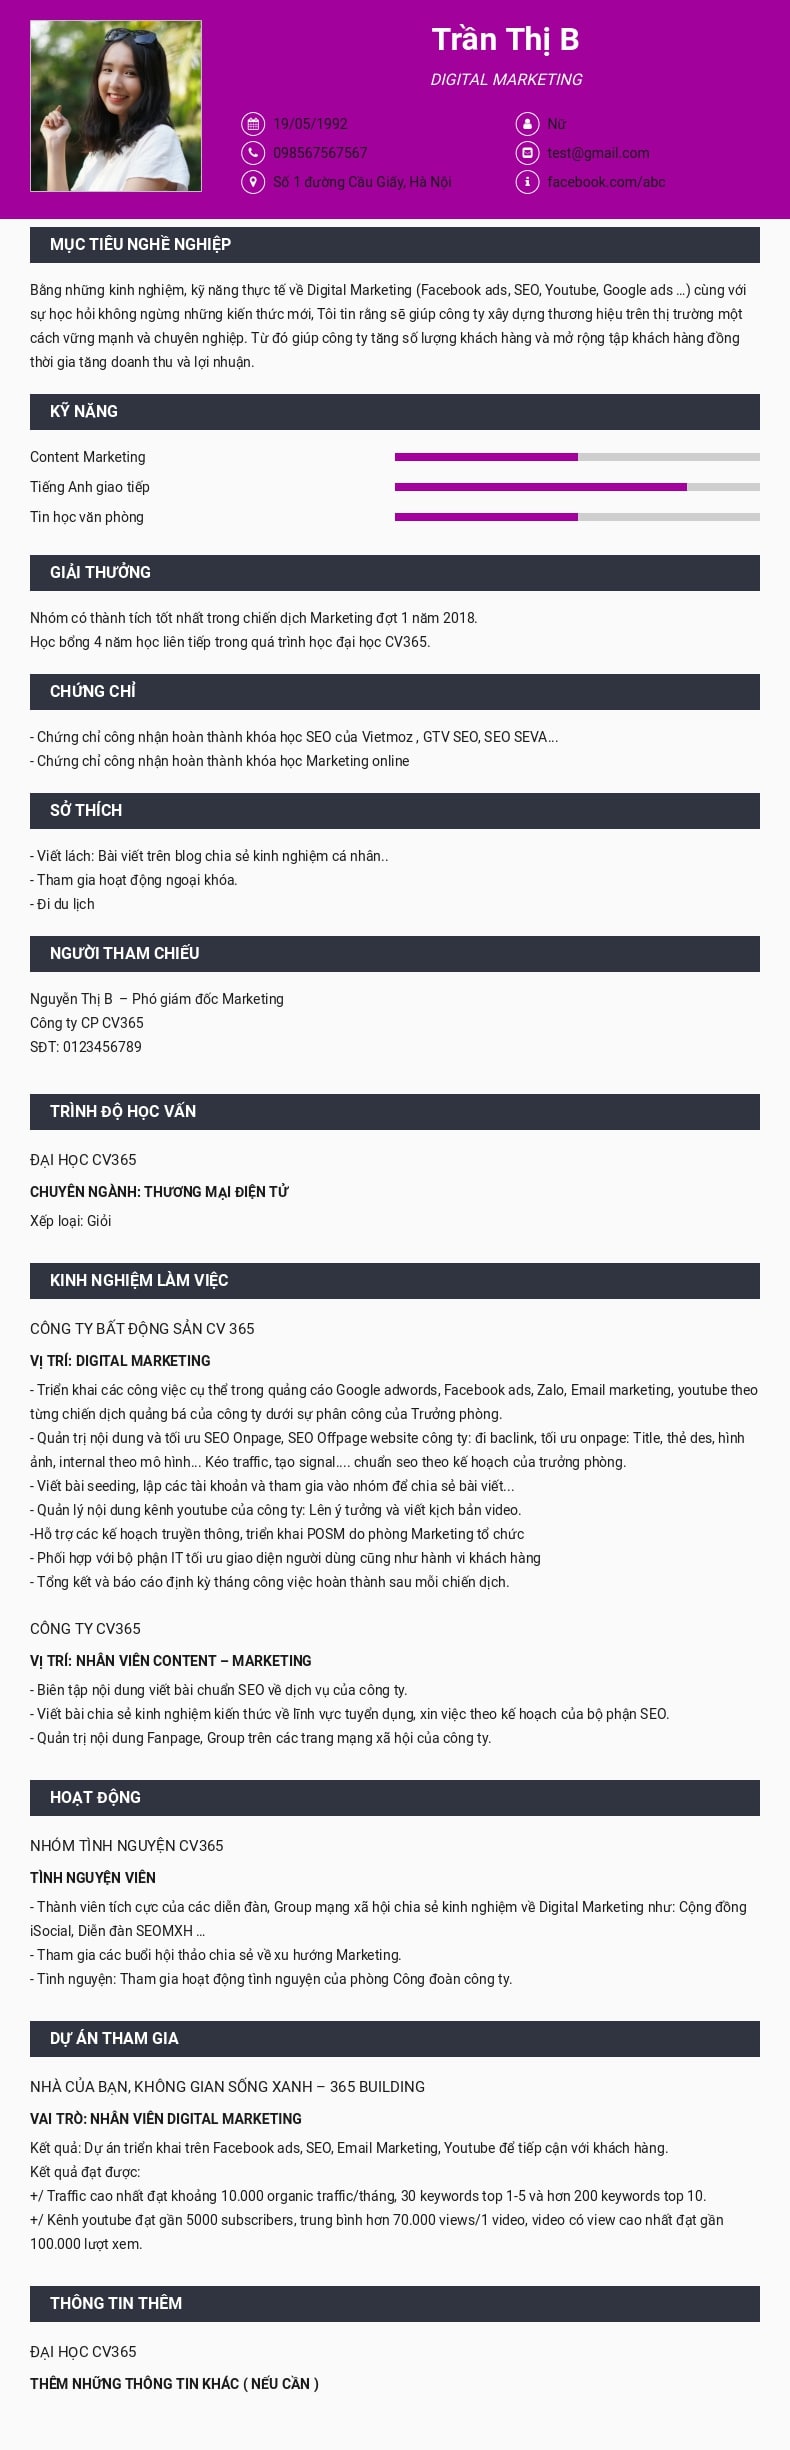 Trần Thị B
DIGITAL MARKETING
19/05/1992
Nữ
098567567567
test@gmail.com
Số 1 đường Cầu Giấy, Hà Nội
facebook.com/abc
MỤC TIÊU NGHỀ NGHIỆP
Bằng những kinh nghiệm, kỹ năng thực tế về Digital Marketing (Facebook ads, SEO, Youtube, Google ads ...) cùng với
sự học hỏi không ngừng những kiến thức mới, Tôi tin rằng sẽ giúp công ty xây dựng thương hiệu trên thị trường một
cách vững mạnh và chuyên nghiệp. Từ đó giúp công ty tăng số lượng khách hàng và mở rộng tập khách hàng đồng
thời gia tăng doanh thu và lợi nhuận.
KỸ NĂNG
Content Marketing
Tiếng Anh giao tiếp
Tin học văn phòng
GIẢI THƯỞNG
Nhóm có thành tích tốt nhất trong chiến dịch Marketing đợt 1 năm 2018.
Học bổng 4 năm học liên tiếp trong quá trình học đại học CV365.
CHỨNG CHỈ
- Chứng chỉ công nhận hoàn thành khóa học SEO của Vietmoz , GTV SEO, SEO SEVA...
- Chứng chỉ công nhận hoàn thành khóa học Marketing online
SỞ THÍCH
- Viết lách: Bài viết trên blog chia sẻ kinh nghiệm cá nhân..
- Tham gia hoạt động ngoại khóa.
- Đi du lịch
NGƯỜI THAM CHIẾU
Nguyễn Thị B – Phó giám đốc Marketing
Công ty CP CV365
SĐT: 0123456789
TRÌNH ĐỘ HỌC VẤN
ĐẠI HỌC CV365
CHUYÊN NGÀNH: THƯƠNG MẠI ĐIỆN TỬ
Xếp loại: Giỏi
KINH NGHIỆM LÀM VIỆC
CÔNG TY BẤT ĐỘNG SẢN CV 365
VỊ TRÍ: DIGITAL MARKETING
- Triển khai các công việc cụ thể trong quảng cáo Google adwords, Facebook ads, Zalo, Email marketing, youtube theo
từng chiến dịch quảng bá của công ty dưới sự phân công của Trưởng phòng.
- Quản trị nội dung và tối ưu SEO Onpage, SEO Offpage website công ty: đi baclink, tối ưu onpage: Title, thẻ des, hình
ảnh, internal theo mô hình... Kéo traffic, tạo signal.... chuẩn seo theo kế hoạch của trưởng phòng.
- Viết bài seeding, lập các tài khoản và tham gia vào nhóm để chia sẻ bài viết...
- Quản lý nội dung kênh youtube của công ty: Lên ý tưởng và viết kịch bản video.
-Hỗ trợ các kế hoạch truyền thông, triển khai POSM do phòng Marketing tổ chức
- Phối hợp với bộ phận IT tối ưu giao diện người dùng cũng như hành vi khách hàng
- Tổng kết và báo cáo định kỳ tháng công việc hoàn thành sau mỗi chiến dịch.
CÔNG TY CV365
VỊ TRÍ: NHÂN VIÊN CONTENT – MARKETING
- Biên tập nội dung viết bài chuẩn SEO về dịch vụ của công ty.
- Viết bài chia sẻ kinh nghiệm kiến thức về lĩnh vực tuyển dụng, xin việc theo kế hoạch của bộ phận SEO.
- Quản trị nội dung Fanpage, Group trên các trang mạng xã hội của công ty.
HOẠT ĐỘNG
NHÓM TÌNH NGUYỆN CV365
TÌNH NGUYỆN VIÊN
- Thành viên tích cực của các diễn đàn, Group mạng xã hội chia sẻ kinh nghiệm về Digital Marketing như: Cộng đồng
iSocial, Diễn đàn SEOMXH ...
- Tham gia các buổi hội thảo chia sẻ về xu hướng Marketing.
- Tình nguyện: Tham gia hoạt động tình nguyện của phòng Công đoàn công ty.
DỰ ÁN THAM GIA
NHÀ CỦA BẠN, KHÔNG GIAN SỐNG XANH – 365 BUILDING
VAI TRÒ: NHÂN VIÊN DIGITAL MARKETING
Kết quả: Dự án triển khai trên Facebook ads, SEO, Email Marketing, Youtube để tiếp cận với khách hàng.
Kết quả đạt được:
+/ Traffic cao nhất đạt khoảng 10.000 organic traffic/tháng, 30 keywords top 1-5 và hơn 200 keywords top 10.
+/ Kênh youtube đạt gần 5000 subscribers, trung bình hơn 70.000 views/1 video, video có view cao nhất đạt gần
100.000 lượt xem.
THÔNG TIN THÊM
ĐẠI HỌC CV365
THÊM NHỮNG THÔNG TIN KHÁC ( NẾU CẦN )